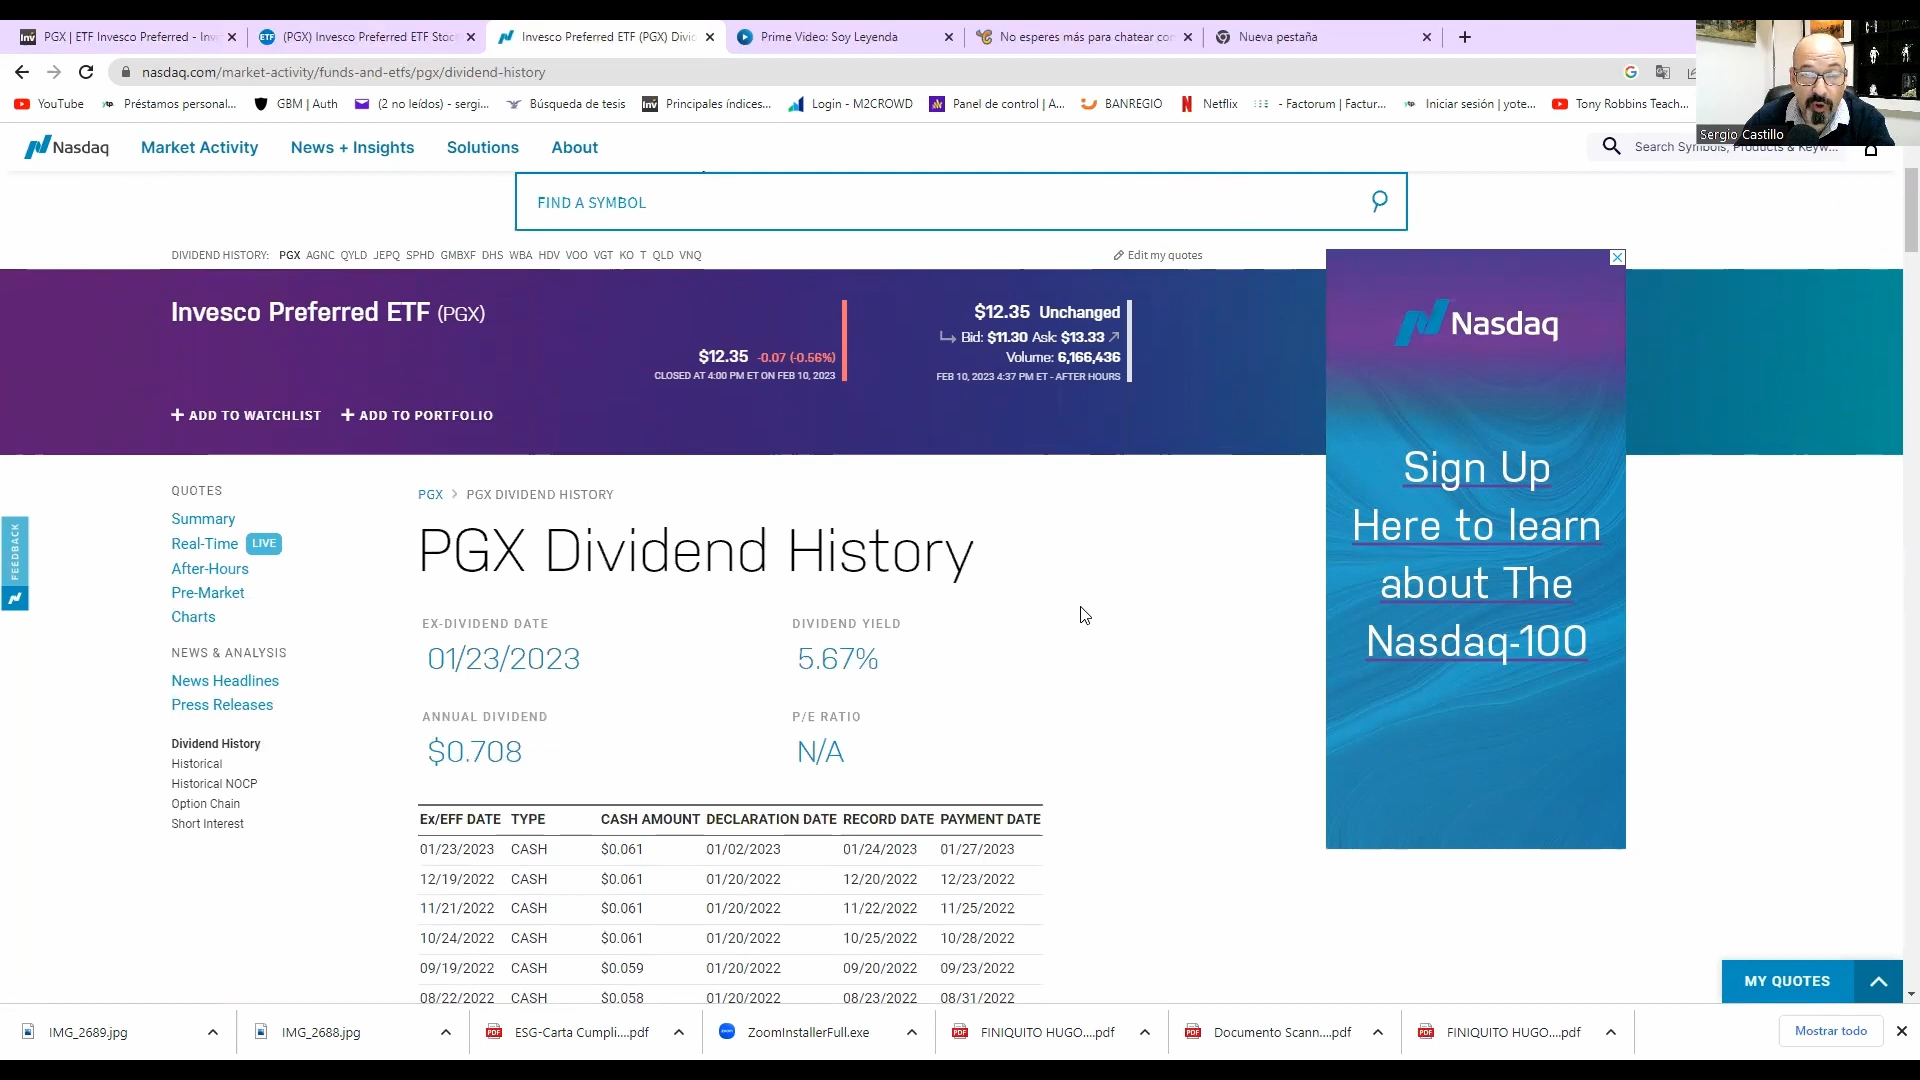 PGX | ETF Invesco Preferred - Inv
(PGX) Invesco Preferred ETF Stoc
Invesco Preferred ETF (PGX) Divid
Prime Video: Soy Leyenda
No esperes más para chatear con
Nueva pestaña
nasdaq.com/market-activity/funds-and-etfs/pgx/dividend-history
YouTube
Préstamos personal...
GBM | Auth
(2 no leídos) - sergi...
Búsqueda de tesis
Inv Principales índices...
Login - M2CROWD
Panel de control | A...
BANREGIO
Netflix
- Factorum | Factur...
Iniciar sesión | yote...
Tony Robbins Teach...
Sergio Castillo
Nasdaq
Market Activity
News + Insights
Solutions
About
Search Symbols, Products & Keyw...
FIND A SYMBOL
DIVIDEND HISTORY: PGX AGNC QYLD JEPQ SPHD GMBXF DHS WBA HDV VOO VGT KO T QLD VNQ
Edit my quotes
Invesco Preferred ETF (PGX)
$12.35 -0.07 (-0.56%)
CLOSED AT 4:00 PM ET ON FEB 10, 2023
$12.35 Unchanged
Bid: $11.30 Ask: $13.33
Volume: 6,166,436
FEB 10, 2023 4:37 PM ET - AFTER HOURS
+ ADD TO WATCHLIST + ADD TO PORTFOLIO
Nasdaq
Sign Up
Here to learn
about The
Nasdaq-100
FEEDBACK
QUOTES
Summary
Real-Time LIVE
After-Hours
Pre-Market
Charts
NEWS & ANALYSIS
News Headlines
Press Releases
Dividend History
Historical
Historical NOCP
Option Chain
Short Interest
PGX > PGX DIVIDEND HISTORY
PGX Dividend History
EX-DIVIDEND DATE
01/23/2023
DIVIDEND YIELD
5.67%
ANNUAL DIVIDEND
$0.708
P/E RATIO
N/A
Ex/EFF DATE TYPE CASH AMOUNT DECLARATION DATE RECORD DATE PAYMENT DATE
01/23/2023 CASH $0.061 01/02/2023 01/24/2023 01/27/2023
12/19/2022 CASH $0.061 01/20/2022 12/20/2022 12/23/2022
11/21/2022 CASH $0.061 01/20/2022 11/22/2022 11/25/2022
10/24/2022 CASH $0.061 01/20/2022 10/25/2022 10/28/2022
09/19/2022 CASH $0.059 01/20/2022 09/20/2022 09/23/2022
08/22/2022 CASH $0.058 01/20/2022 08/23/2022 08/31/2022
MY QUOTES
IMG_2689.jpg
IMG_2688.jpg
ESG-Carta Cumpli....pdf
ZoomInstallerFull.exe
FINIQUITO HUGO....pdf
Documento Scann....pdf
FINIQUITO HUGO....pdf
Mostrar todo